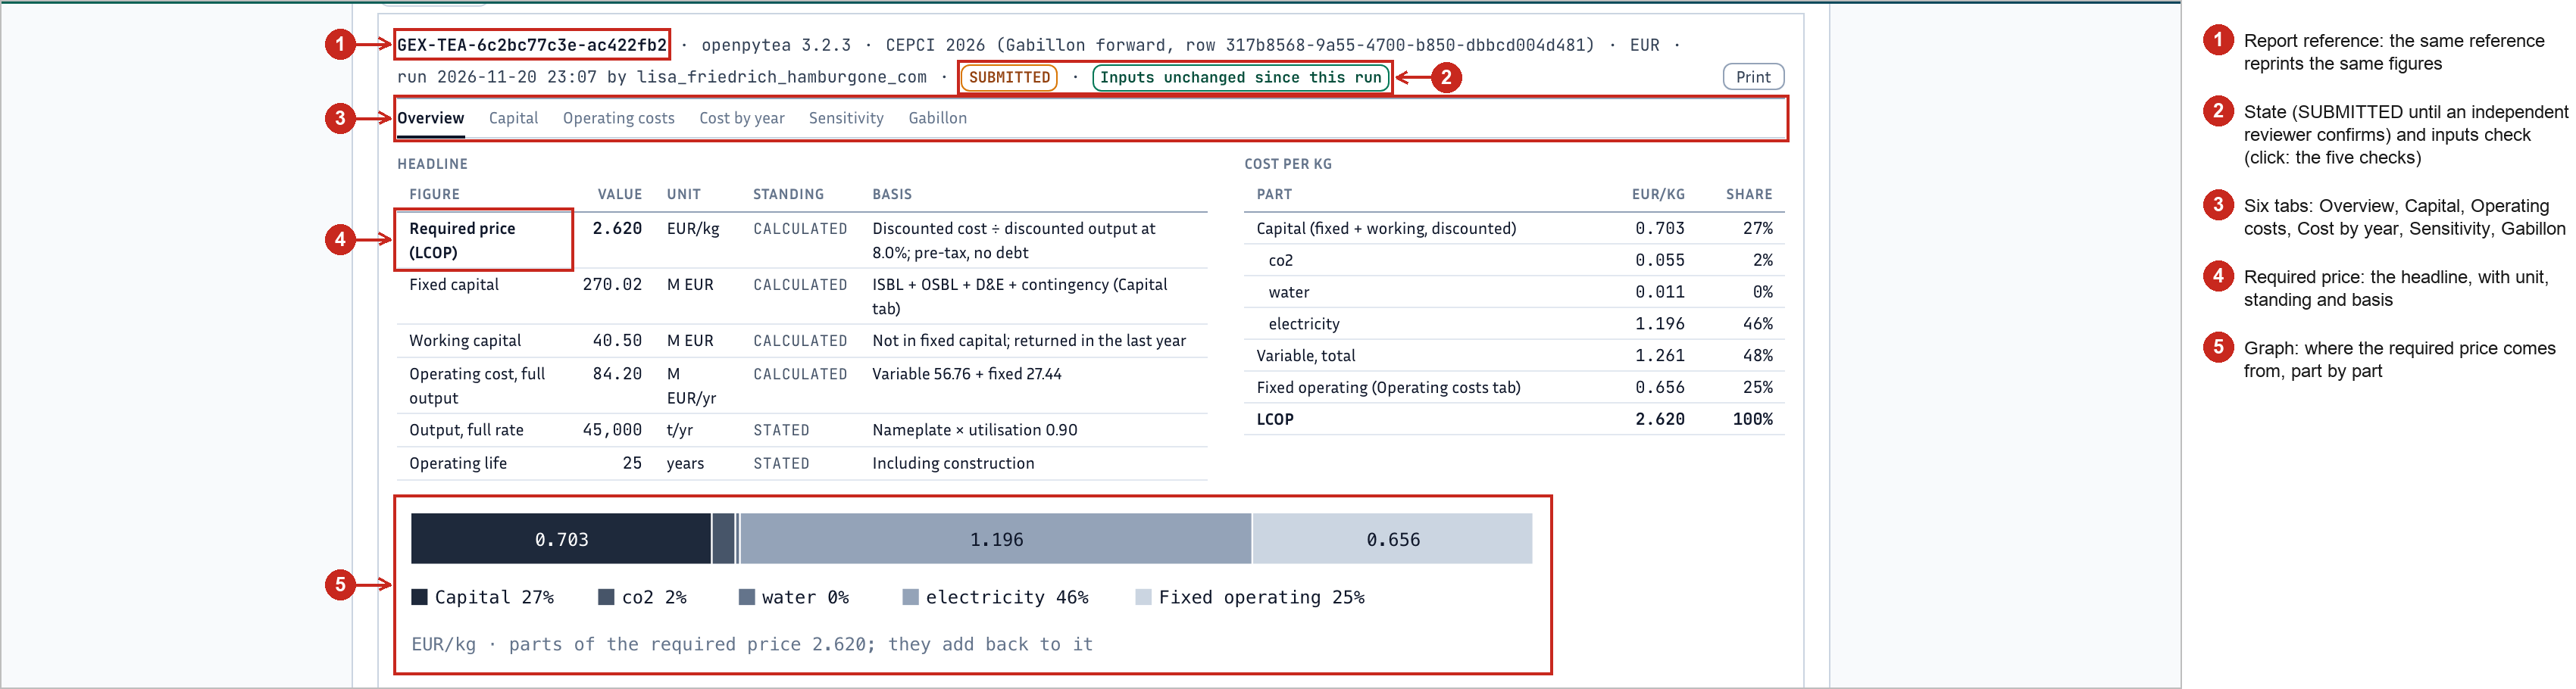 1 GEX-TEA-6c2bc77c3e-ac422fb2 · openpytea 3.2.3 · CEPCI 2026 (Gabillon forward, row 317b8568-9a55-4700-b850-dbbcd004d481) · EUR ·
run 2026-11-20 23:07 by lisa_friedrich_hamburgone_com · SUBMITTED · Inputs unchanged since this run 2 Print
3 Overview Capital Operating costs Cost by year Sensitivity Gabillon
HEADLINE
FIGURE VALUE UNIT STANDING BASIS
4 Required price (LCOP) 2.620 EUR/kg CALCULATED Discounted cost ÷ discounted output at
8.0%; pre-tax, no debt
Fixed capital 270.02 M EUR CALCULATED ISBL + OSBL + D&E + contingency (Capital
tab)
Working capital 40.50 M EUR CALCULATED Not in fixed capital; returned in the last year
Operating cost, full output 84.20 M EUR/yr CALCULATED Variable 56.76 + fixed 27.44
Output, full rate 45,000 t/yr STATED Nameplate × utilisation 0.90
Operating life 25 years STATED Including construction
COST PER KG
PART EUR/KG SHARE
Capital (fixed + working, discounted) 0.703 27%
co2 0.055 2%
water 0.011 0%
electricity 1.196 46%
Variable, total 1.261 48%
Fixed operating (Operating costs tab) 0.656 25%
LCOP 2.620 100%
0.703 1.196 0.656
5 Capital 27% co2 2% water 0% electricity 46% Fixed operating 25%
EUR/kg · parts of the required price 2.620; they add back to it
1 Report reference: the same reference
reprints the same figures
2 State (SUBMITTED until an independent
reviewer confirms) and inputs check
(click: the five checks)
3 Six tabs: Overview, Capital, Operating
costs, Cost by year, Sensitivity, Gabillon
4 Required price: the headline, with unit,
standing and basis
5 Graph: where the required price comes
from, part by part